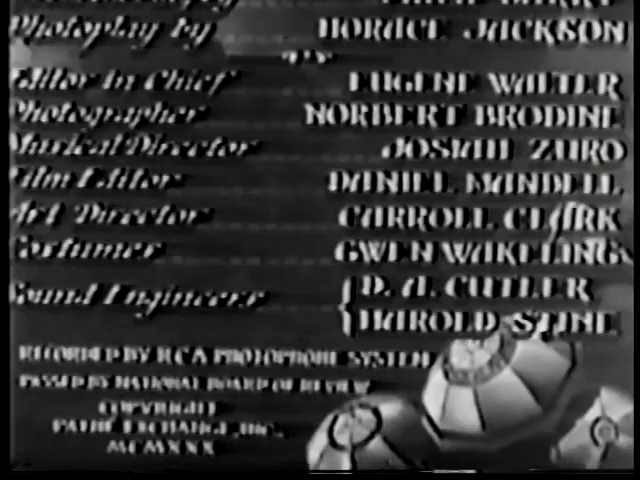 Photoplay by HORACE JACKSON
Editor in Chief EUGENE WALTER
Photographer NORBERT BRODINE
Musical Director JOSIAH ZURO
Film Editor DANIEL MANDELL
Art Director CARROLL CLARK
Costumer GWEN WAKELING
Sound Engineers { D. A. CUTLER
{ HAROLD STINE
RECORDED BY RCA PHOTOPHONE SYSTEM
PASSED BY NATIONAL BOARD OF REVIEW
COPYRIGHT
PATHE EXCHANGE, INC.,
MCMXXX